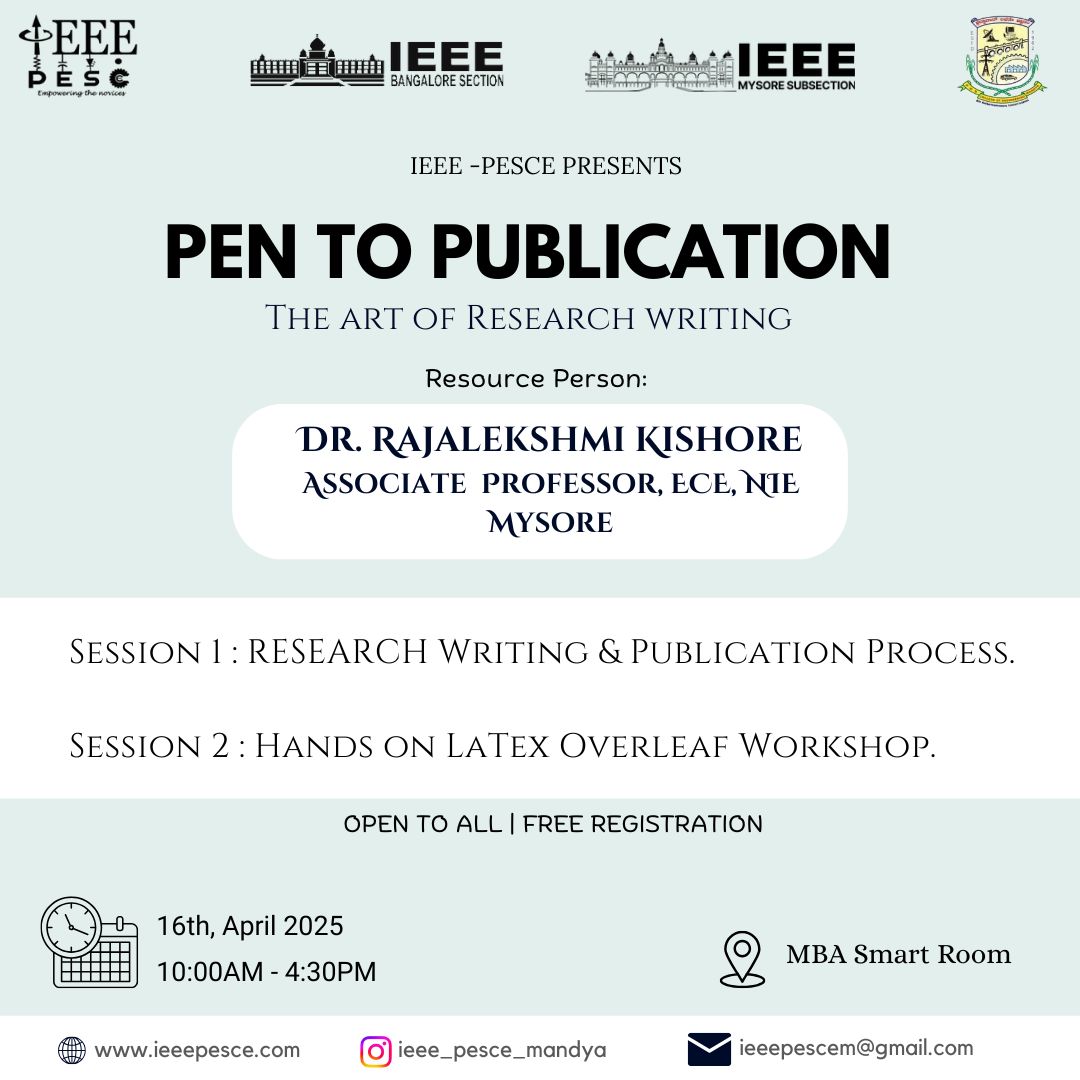 IEEE
PESC
Empowering the novices
IEEE
BANGALORE SECTION
IEEE
MYSORE SUBSECTION
IEEE -PESCE PRESENTS
PEN TO PUBLICATION
The art of Research writing
Resource Person:
Dr. Rajalekshmi Kishore
Associate Professor, ECE, NIE
Mysore
Session 1 : RESEARCH Writing & Publication Process.
Session 2 : Hands on LaTex Overleaf Workshop.
OPEN TO ALL | FREE REGISTRATION
16th, April 2025
10:00AM - 4:30PM
MBA Smart Room
www.ieeepesce.com
ieee_pesce_mandya
ieeepescem@gmail.com